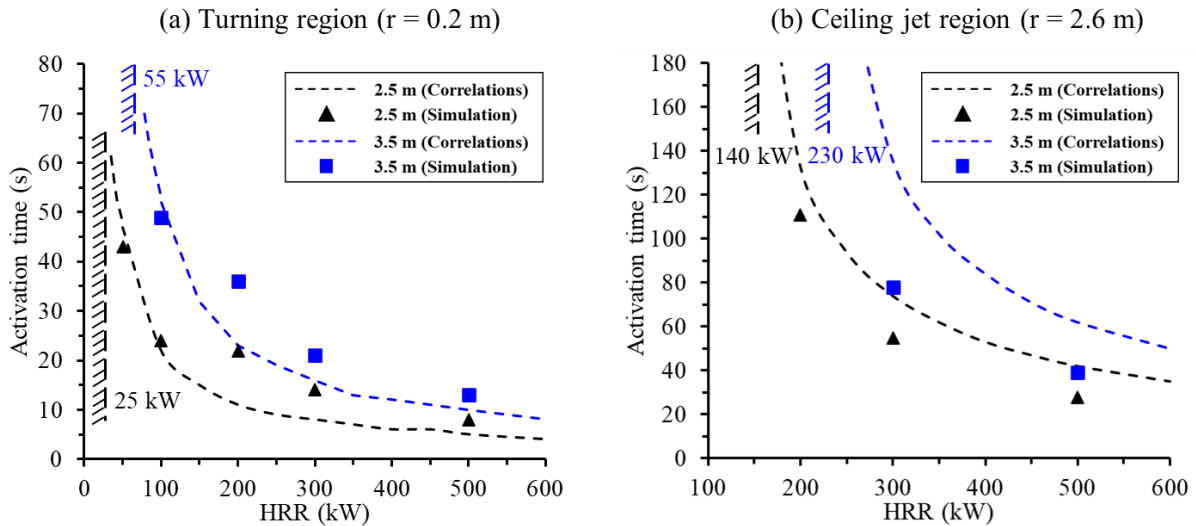 (a) Turning region (r = 0.2 m)
80
70
60
50
40
30
20
10
0
Activation time (s)
55 kW
25 kW
2.5 m (Correlations)
2.5 m (Simulation)
3.5 m (Correlations)
3.5 m (Simulation)
0 100 200 300 400 500 600
HRR (kW)
(b) Ceiling jet region (r = 2.6 m)
180
160
140
120
100
80
60
40
20
0
Activation time (s)
140 kW
230 kW
2.5 m (Correlations)
2.5 m (Simulation)
3.5 m (Correlations)
3.5 m (Simulation)
100 200 300 400 500 600
HRR (kW)